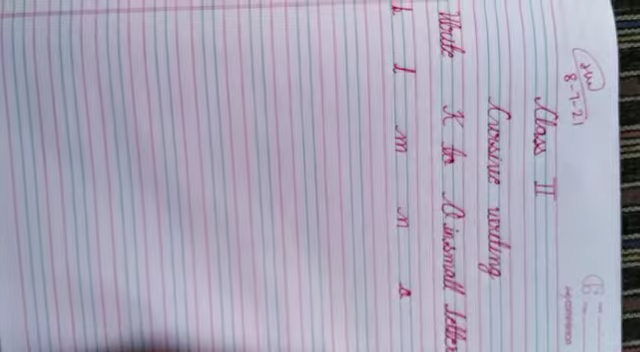 8-7-21
Class II
Cursive writing
Write K to O in small letter
k l m n o